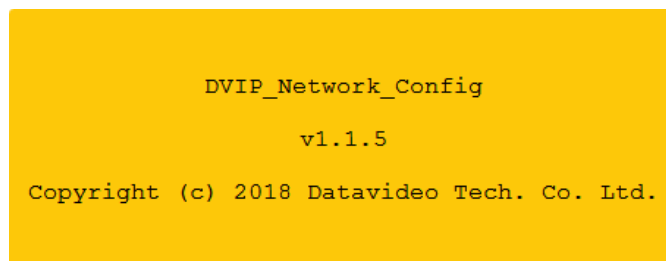 DVIP_Network_Config
v1.1.5
Copyright (c) 2018 Datavideo Tech. Co. Ltd.